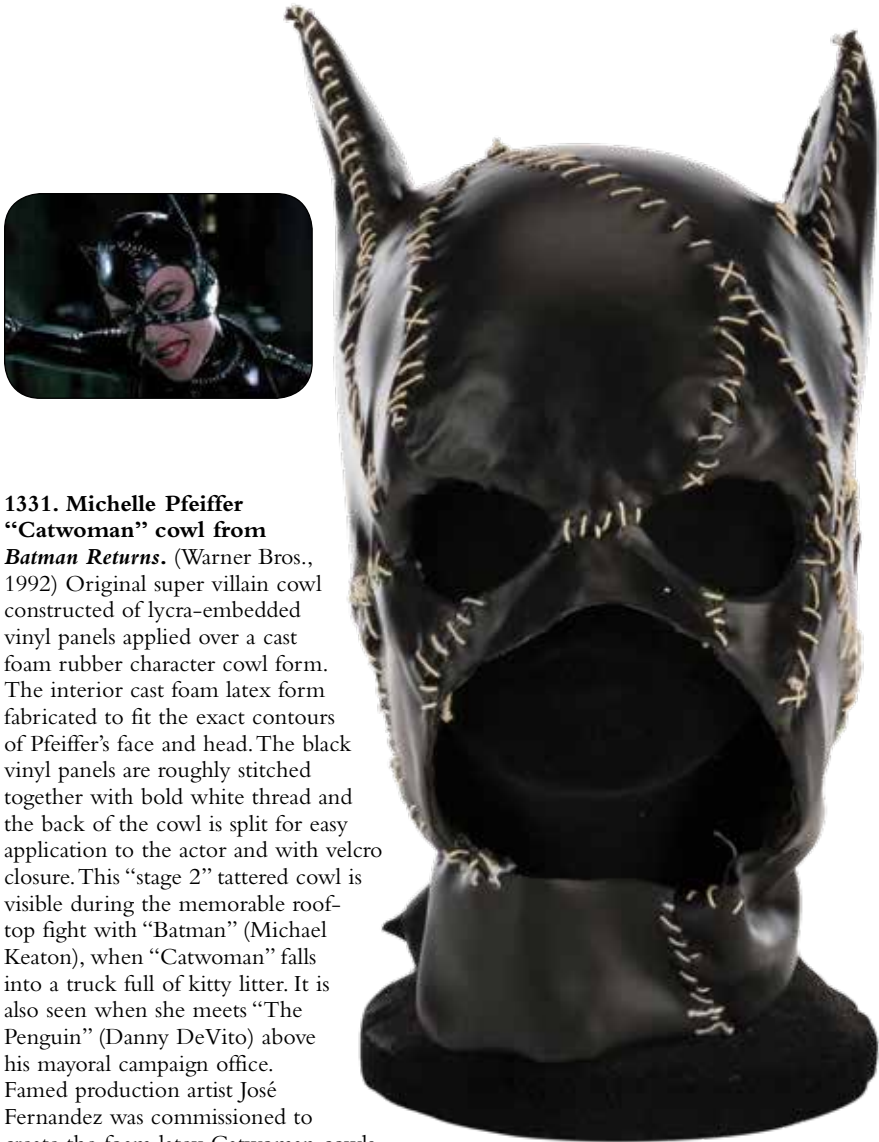 1331. Michelle Pfeiffer
“Catwoman” cowl from
Batman Returns. (Warner Bros.,
1992) Original super villain cowl
constructed of lycra-embedded
vinyl panels applied over a cast
foam rubber character cowl form.
The interior cast foam latex form
fabricated to fit the exact contours
of Pfeiffer’s face and head. The black
vinyl panels are roughly stitched
together with bold white thread and
the back of the cowl is split for easy
application to the actor and with velcro
closure. This “stage 2” tattered cowl is
visible during the memorable roof-
top fight with “Batman” (Michael
Keaton), when “Catwoman” falls
into a truck full of kitty litter. It is
also seen when she meets “The
Penguin” (Danny DeVito) above
his mayoral campaign office.
Famed production artist José
Fernandez was commissioned to
create the foam latex Catwoman cowls